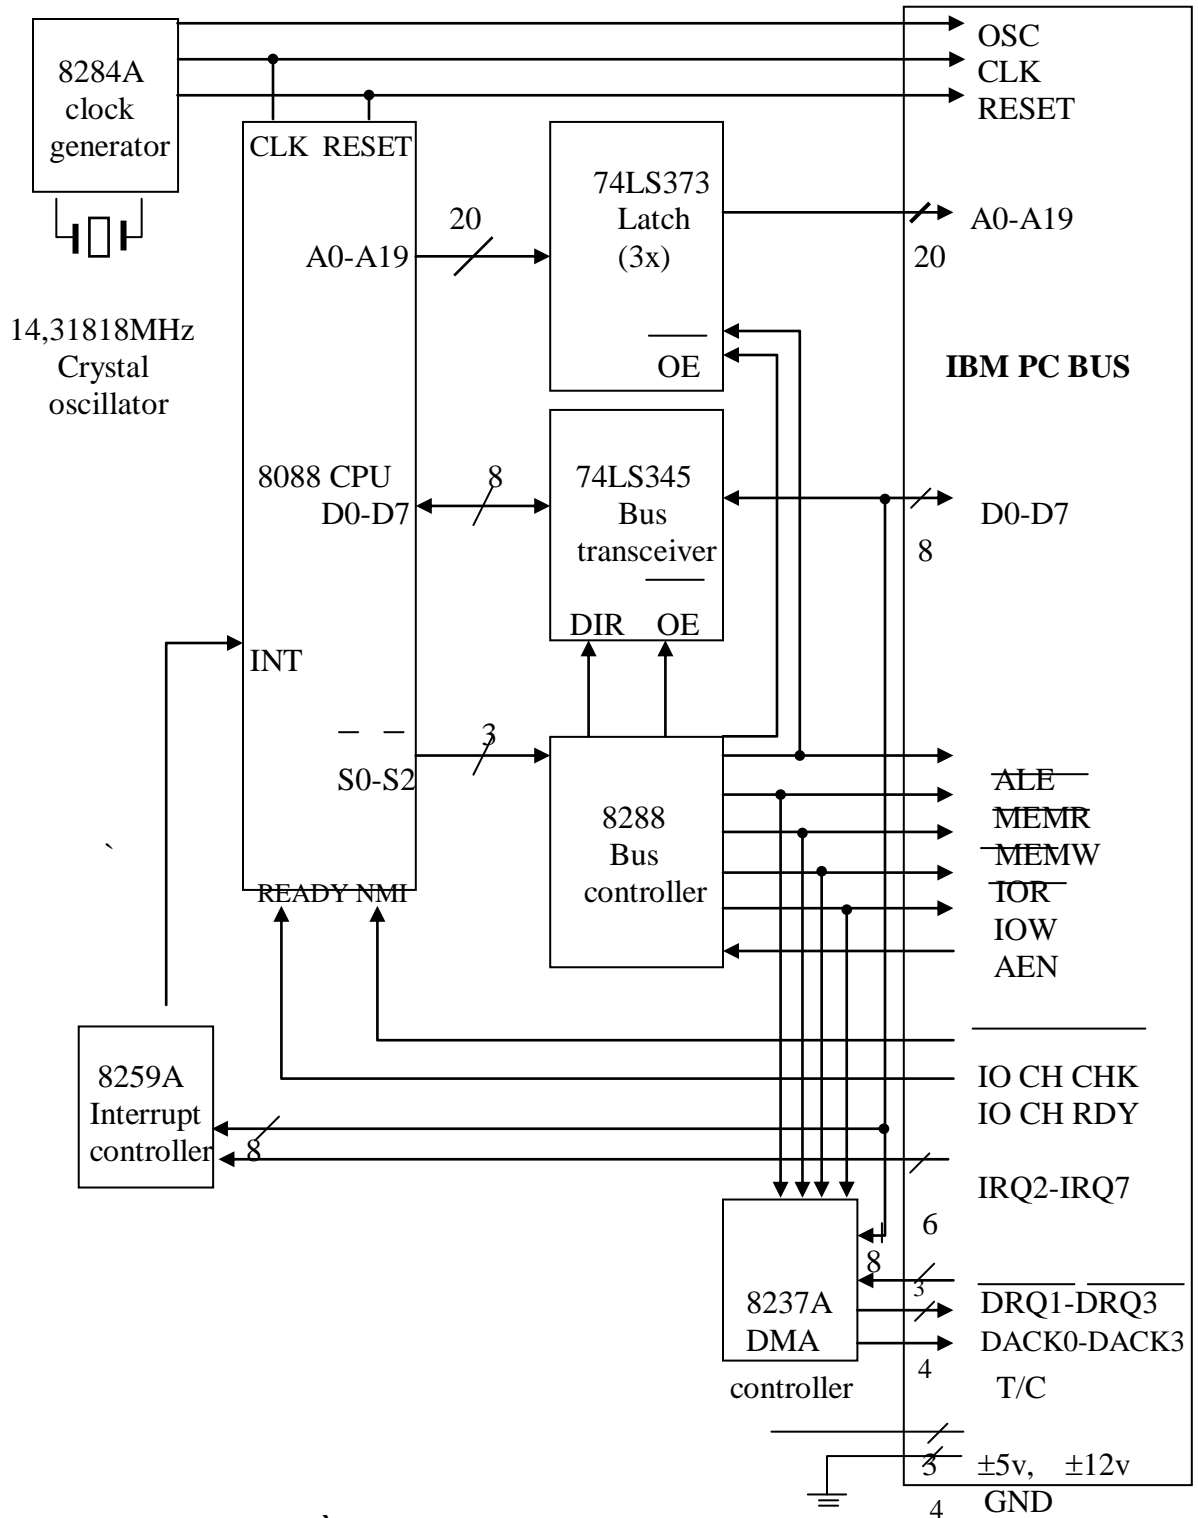 OSC
8284A
clock
generator
CLK
RESET
CLK RESET
74LS373
Latch
(3x)
20
A0-A19
A0-A19
20
14,31818MHz
Crystal
oscillator
OE
IBM PC BUS
8088 CPU
D0-D7
8
74LS345
Bus
transceiver
D0-D7
8
DIR OE
INT
3
S0-S2
ALE
8288
Bus
controller
MEMR
MEMW
`
READY NMI
IOR
IOW
AEN
8259A
Interrupt
controller
8
IO CH CHK
IO CH RDY
IRQ2-IRQ7
6
8
3
8237A
DMA
controller
DRQ1-DRQ3
DACK0-DACK3
4
T/C
3
±5v, ±12v
GND
4
`